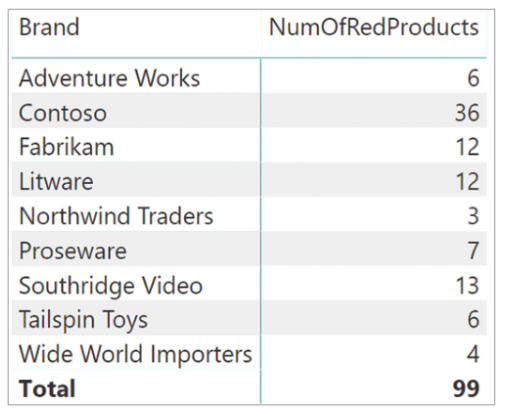 Brand NumOfRedProducts
Adventure Works 6
Contoso 36
Fabrikam 12
Litware 12
Northwind Traders 3
Proseware 7
Southridge Video 13
Tailspin Toys 6
Wide World Importers 4
Total 99